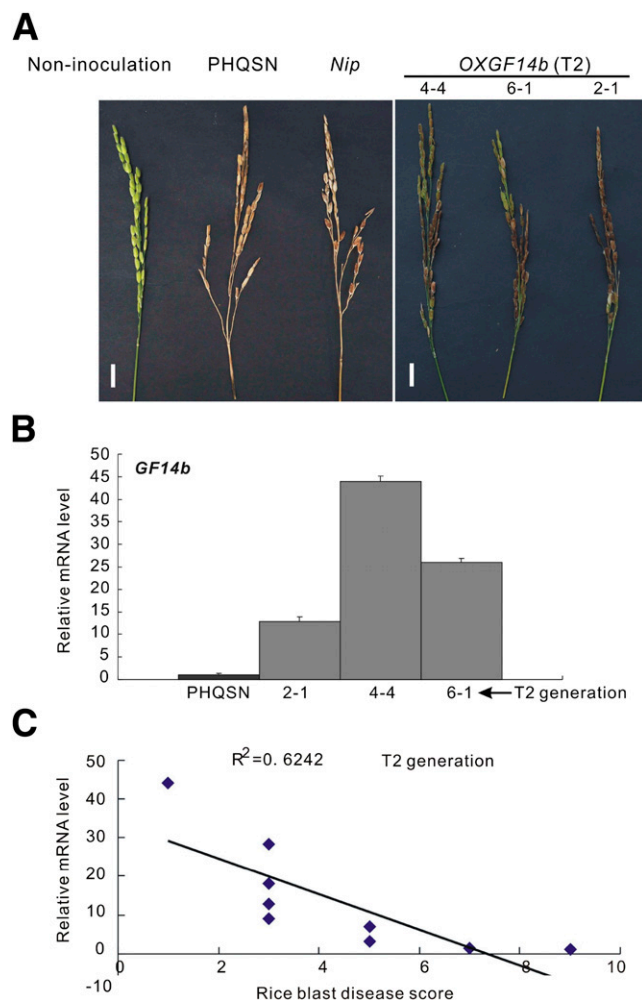 A
Non-inoculation PHQSN Nip OXGF14b (T2)
4-4 6-1 2-1
B
50
45
40
35
30
25
20
15
10
5
0
GF14b
Relative mRNA level
PHQSN 2-1 4-4 6-1 ← T2 generation
C
R²=0.6242 T2 generation
50
40
30
20
10
0
-10
Relative mRNA level
0 2 4 6 8 10
Rice blast disease score